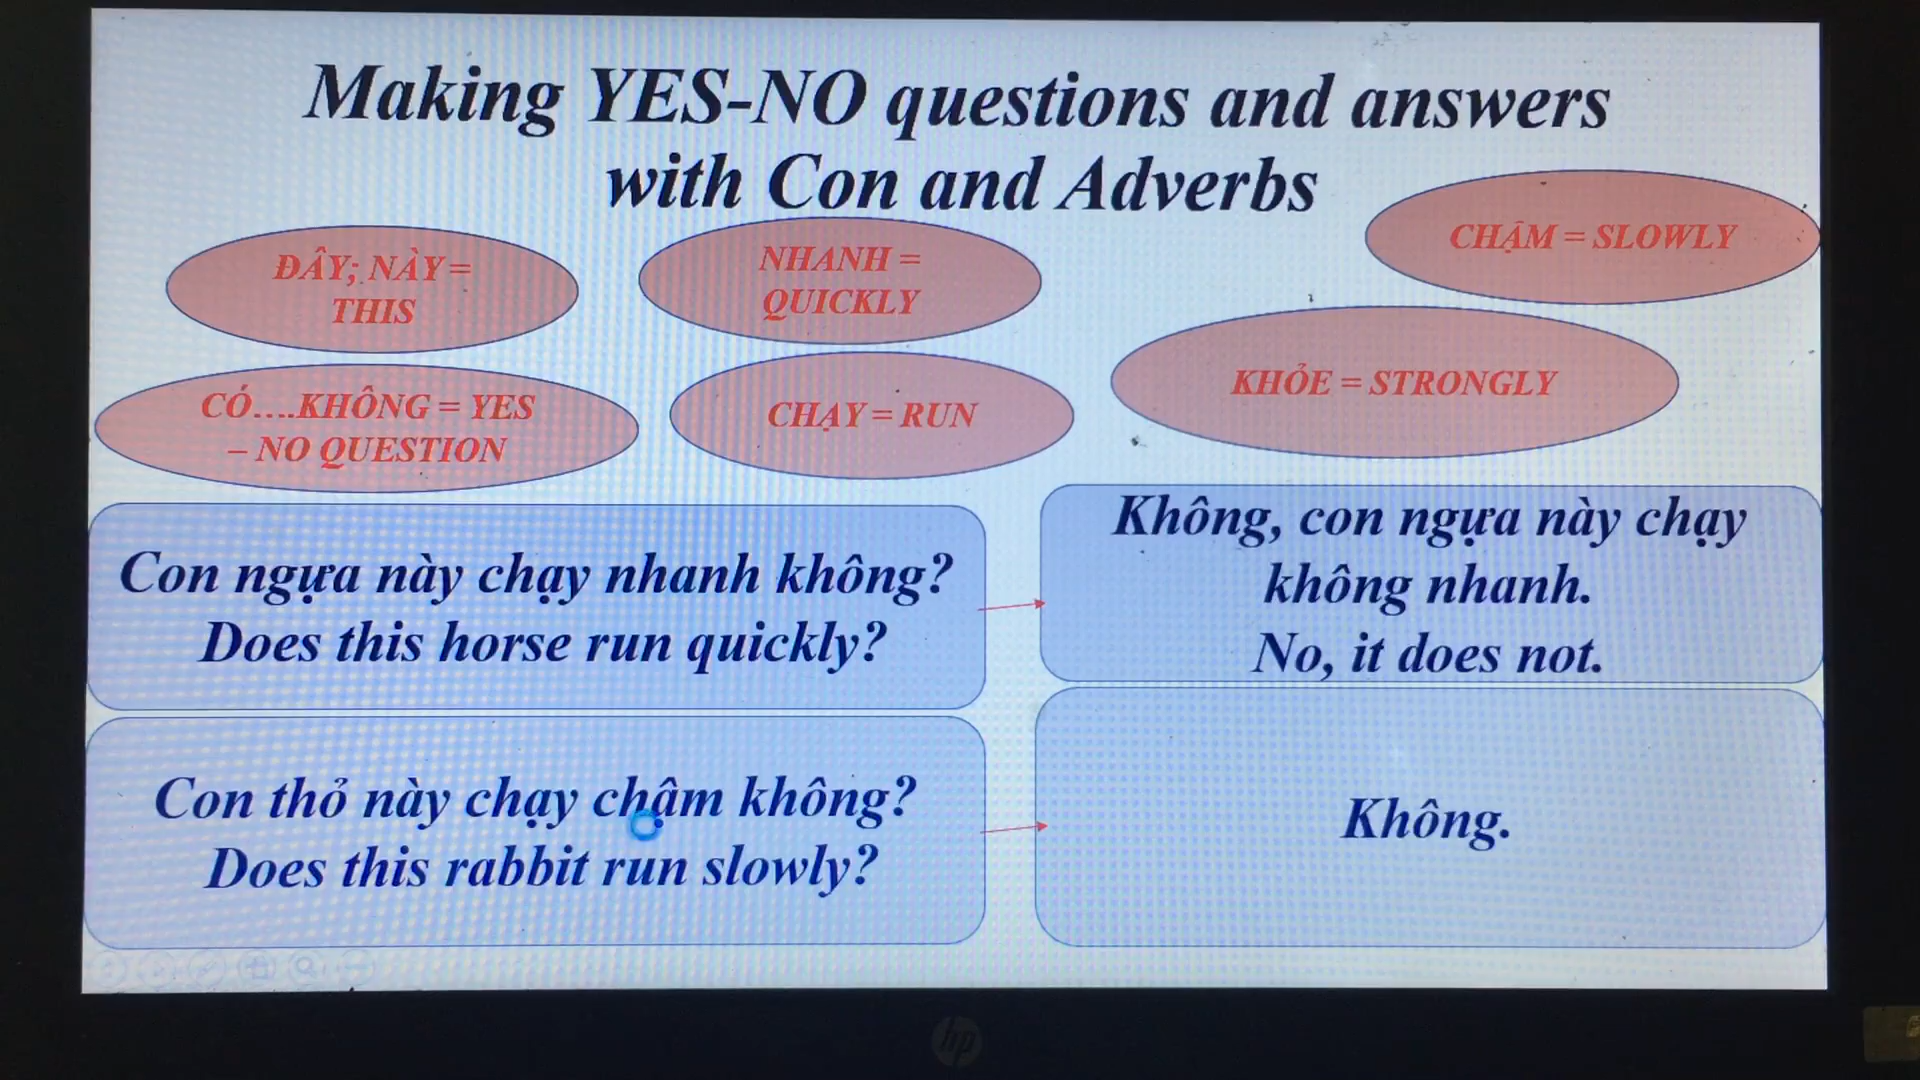 Making YES-NO questions and answers
with Con and Adverbs
CHẬM = SLOWLY
ĐÂY; NÀY =
THIS
NHANH =
QUICKLY
CÓ....KHÔNG = YES
– NO QUESTION
CHẠY = RUN
KHỎE = STRONGLY
Con ngựa này chạy nhanh không?
Does this horse run quickly?
Không, con ngựa này chạy
không nhanh.
No, it does not.
Con thỏ này chạy chậm không?
Does this rabbit run slowly?
Không.
hp